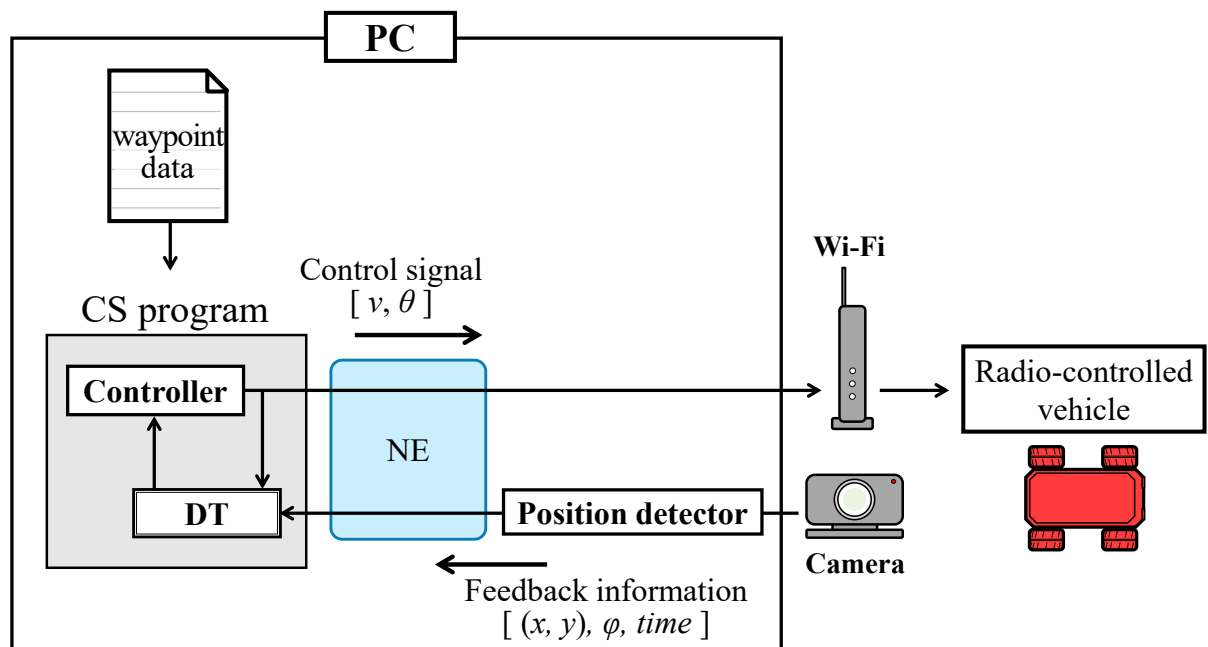 PC
waypoint
data
Wi-Fi
Control signal
[ v, θ ]
CS program
Controller
Radio-controlled
vehicle
NE
DT
Position detector
Camera
Feedback information
[ (x, y), φ, time ]